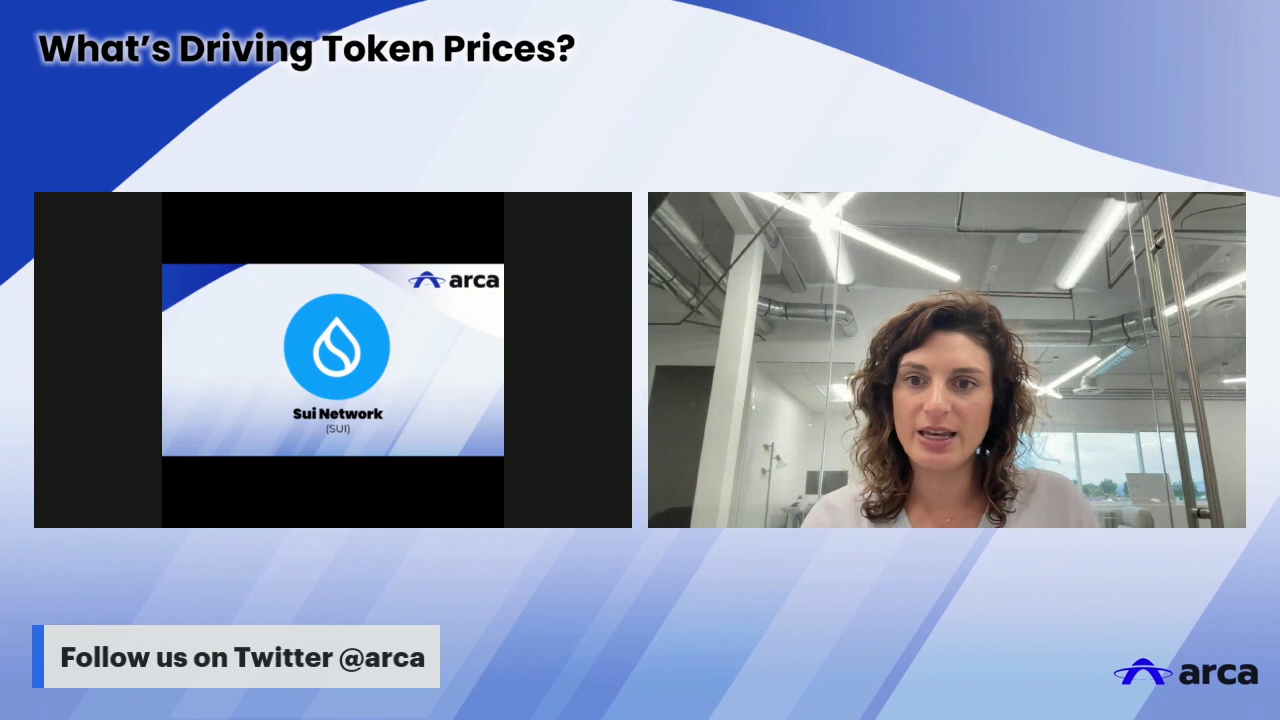 What's Driving Token Prices?
arca
Sui Network
(SUI)
Follow us on Twitter @arca
arca